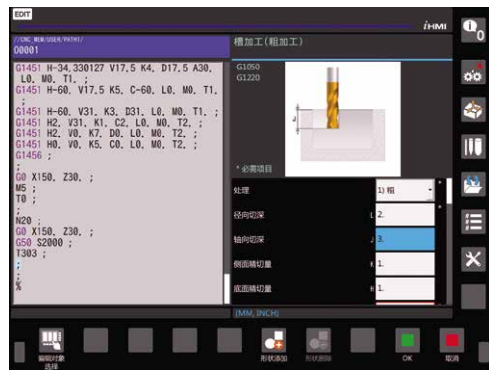 EDIT
iHMI
//CNC_MEM/USER/PATH1/
O0001
槽加工(粗加工)
0
G1451 H-34.330127 V17.5 K4. D17.5 A30.
L0. M0. T1. ;
G1451 H-60. V17.5 K5. C-60. L0. M0. T1.
;
G1451 H-60. V31. K3. D31. L0. M0. T1. ;
G1451 H2. V31. K1. C2. L0. M0. T2. ;
G1451 H2. V0. K7. D0. L0. M0. T2. ;
G1451 H0. V0. K5. C0. L0. M0. T2. ;
G1456 ;
;
G0 X150. Z30. ;
M5 ;
T0 ;
;
N20 ;
G0 X150. Z30. ;
G50 S2000 ;
T303 ;
;
;
%
G1050
G1220
J
*必需项目
处理 1)粗 *
径向切深 L 2.
轴向切深 J 3. *
侧面精切量 K 1.
底面精切量 H 1.
(MM, INCH)
编辑对象
选择
形状添加
形状删除
OK
取消